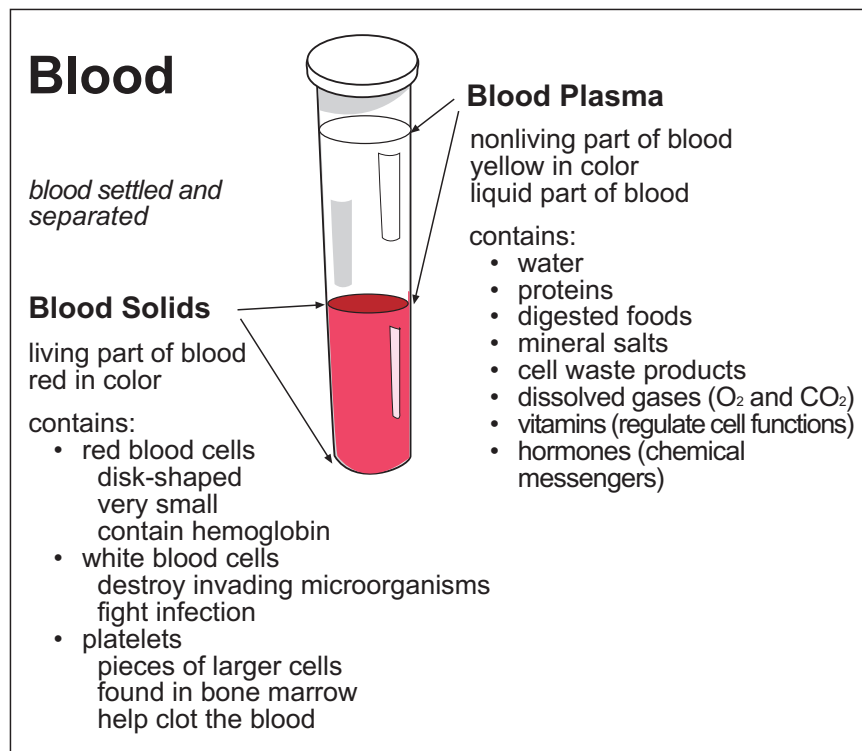 Blood
blood settled and
separated
Blood Plasma
nonliving part of blood
yellow in color
liquid part of blood
contains:
• water
• proteins
• digested foods
• mineral salts
• cell waste products
• dissolved gases (O₂ and CO₂)
• vitamins (regulate cell functions)
• hormones (chemical
messengers)
Blood Solids
living part of blood
red in color
contains:
• red blood cells
disk-shaped
very small
contain hemoglobin
• white blood cells
destroy invading microorganisms
fight infection
• platelets
pieces of larger cells
found in bone marrow
help clot the blood